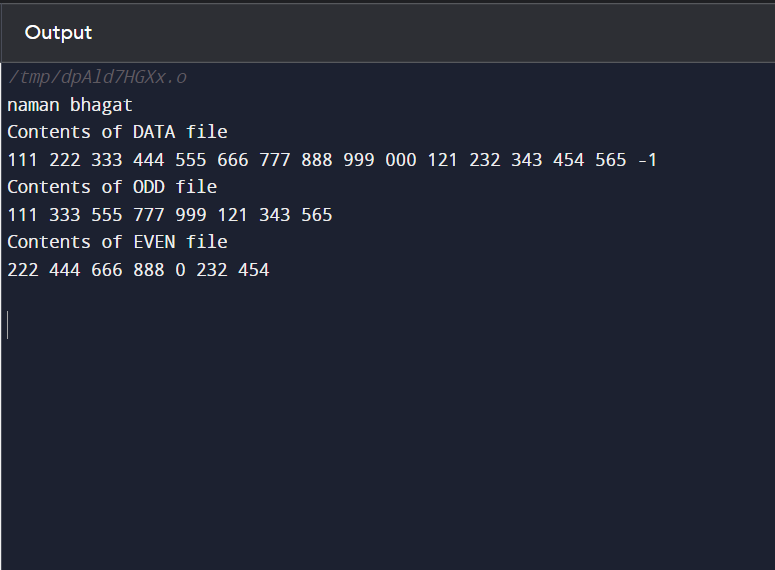 Output
/tmp/dpAld7HGXx.o
naman bhagat
Contents of DATA file
111 222 333 444 555 666 777 888 999 000 121 232 343 454 565 -1
Contents of ODD file
111 333 555 777 999 121 343 565
Contents of EVEN file
222 444 666 888 0 232 454